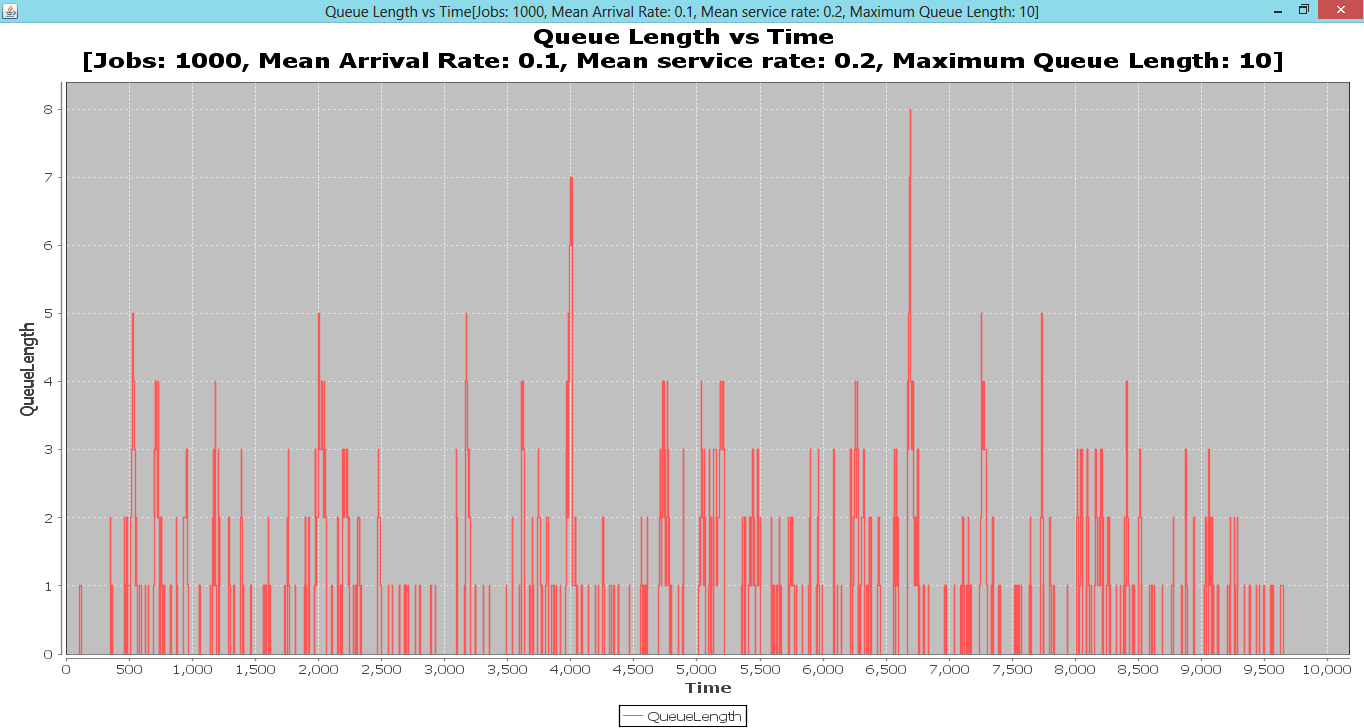 Queue Length vs Time[Jobs: 1000, Mean Arrival Rate: 0.1, Mean service rate: 0.2, Maximum Queue Length: 10]
Queue Length vs Time
[Jobs: 1000, Mean Arrival Rate: 0.1, Mean service rate: 0.2, Maximum Queue Length: 10]
8
7
6
5
4
3
2
1
0
QueueLength
0 500 1,000 1,500 2,000 2,500 3,000 3,500 4,000 4,500 5,000 5,500 6,000 6,500 7,000 7,500 8,000 8,500 9,000 9,500 10,000
Time
QueueLength